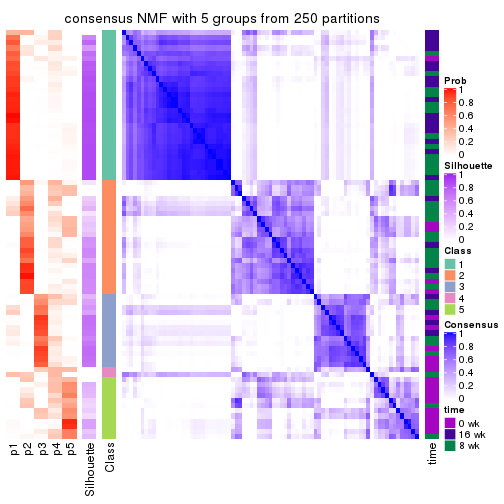 consensus NMF with 5 groups from 250 partitions
Prob
1
0.8
0.6
0.4
0.2
0
Silhouette
1
0.8
0.6
0.4
0.2
0
Class
1
2
3
4
5
Consensus
1
0.8
0.6
0.4
0.2
0
time
0 wk
16 wk
8 wk
p1
p2
p3
p4
p5
Silhouette
Class
time